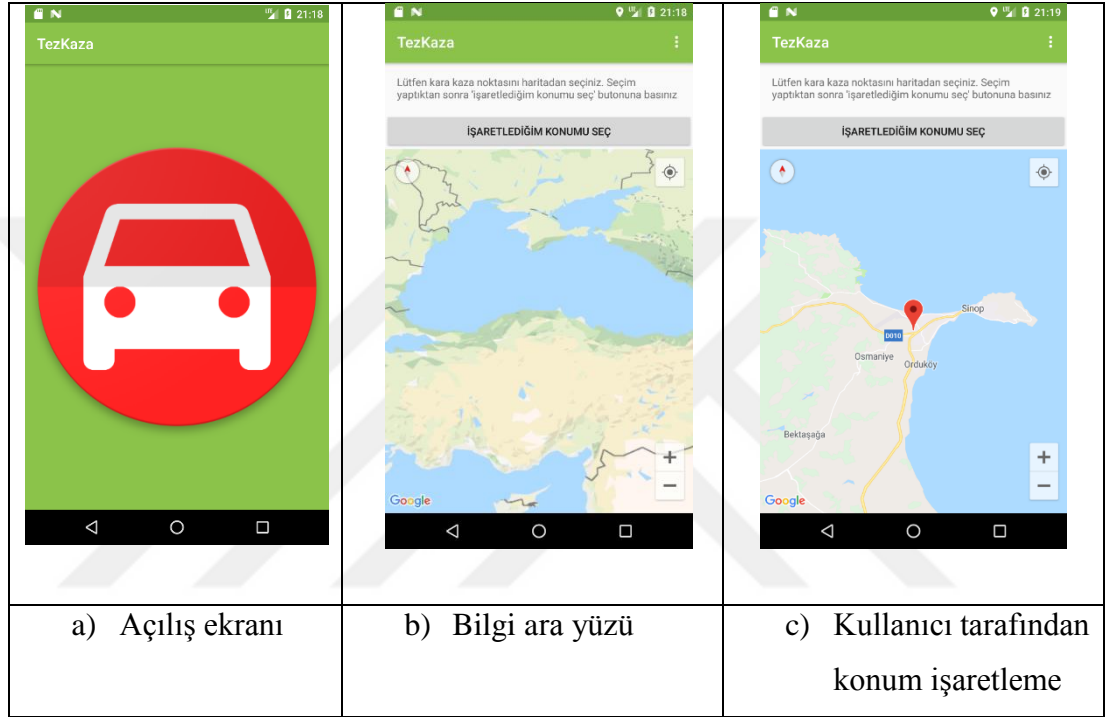 21:18
TezKaza
21:18
TezKaza
Lütfen kara kaza noktasını haritadan seçiniz. Seçim
yaptıktan sonra 'işaretlediğim konumu seç' butonuna basınız
İŞARETLEDİĞİM KONUMU SEÇ
+
−
Google
21:19
TezKaza
Lütfen kara kaza noktasını haritadan seçiniz. Seçim
yaptıktan sonra 'işaretlediğim konumu seç' butonuna basınız
İŞARETLEDİĞİM KONUMU SEÇ
Sinop
D010
Osmaniye
Orduköy
Bektaşağa
+
−
Google
a) Açılış ekranı
b) Bilgi ara yüzü
c) Kullanıcı tarafından
konum işaretleme